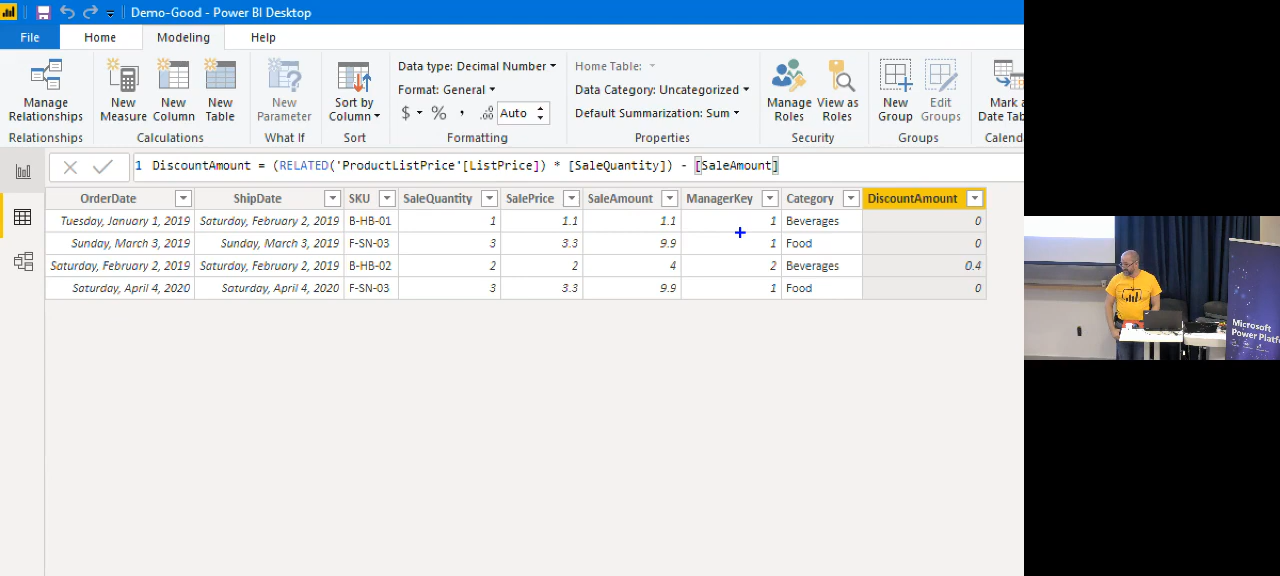 Demo-Good - Power BI Desktop
File Home Modeling Help
Manage Relationships
New Measure
New Column
New Table
New Parameter
Sort by Column
Data type: Decimal Number
Format: General
$ % , .00 Auto
Home Table:
Data Category: Uncategorized
Default Summarization: Sum
Manage Roles
View as Roles
New Group
Edit Groups
Mark a
Date Tab
Relationships Calculations What If Sort Formatting Properties Security Groups Calend
1 DiscountAmount = (RELATED('ProductListPrice'[ListPrice]) * [SaleQuantity]) - [SaleAmount]
OrderDate ShipDate SKU SaleQuantity SalePrice SaleAmount ManagerKey Category DiscountAmount
Tuesday, January 1, 2019 Saturday, February 2, 2019 B-HB-01 1 1.1 1.1 1 Beverages 0
Sunday, March 3, 2019 Sunday, March 3, 2019 F-SN-03 3 3.3 9.9 1 Food 0
Saturday, February 2, 2019 Saturday, February 2, 2019 B-HB-02 2 2 4 2 Beverages 0.4
Saturday, April 4, 2020 Saturday, April 4, 2020 F-SN-03 3 3.3 9.9 1 Food 0
Microsoft
Power Platf